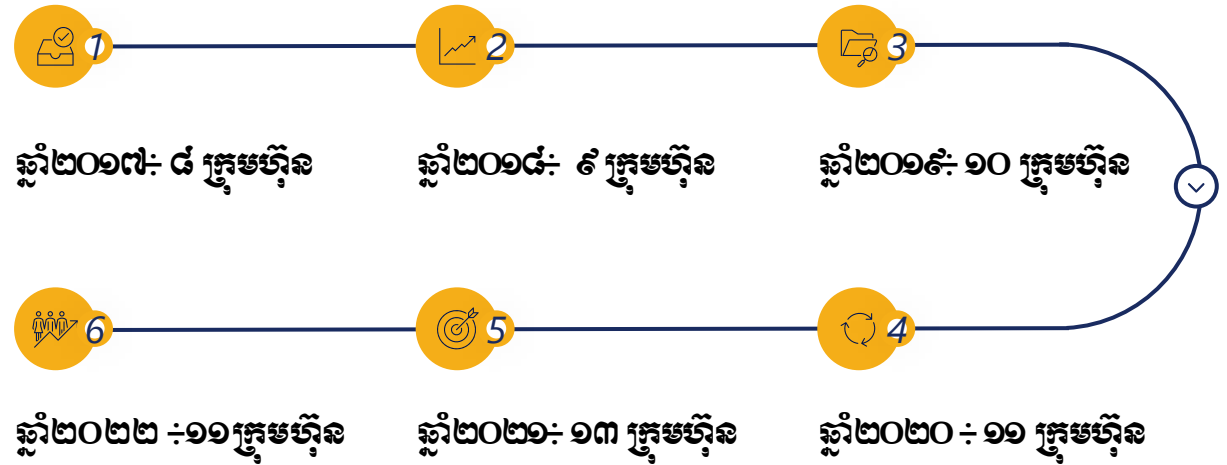 1
2
3
ឆ្នាំ២០១៧៖ ៨ ក្រុមហ៊ុន
ឆ្នាំ២០១៨៖ ៩ ក្រុមហ៊ុន
ឆ្នាំ២០១៩៖ ១០ ក្រុមហ៊ុន
4
5
6
ឆ្នាំ២០២០ ៖ ១១ ក្រុមហ៊ុន
ឆ្នាំ២០២១៖ ១៣ ក្រុមហ៊ុន
ឆ្នាំ២០២២ ៖១១ក្រុមហ៊ុន